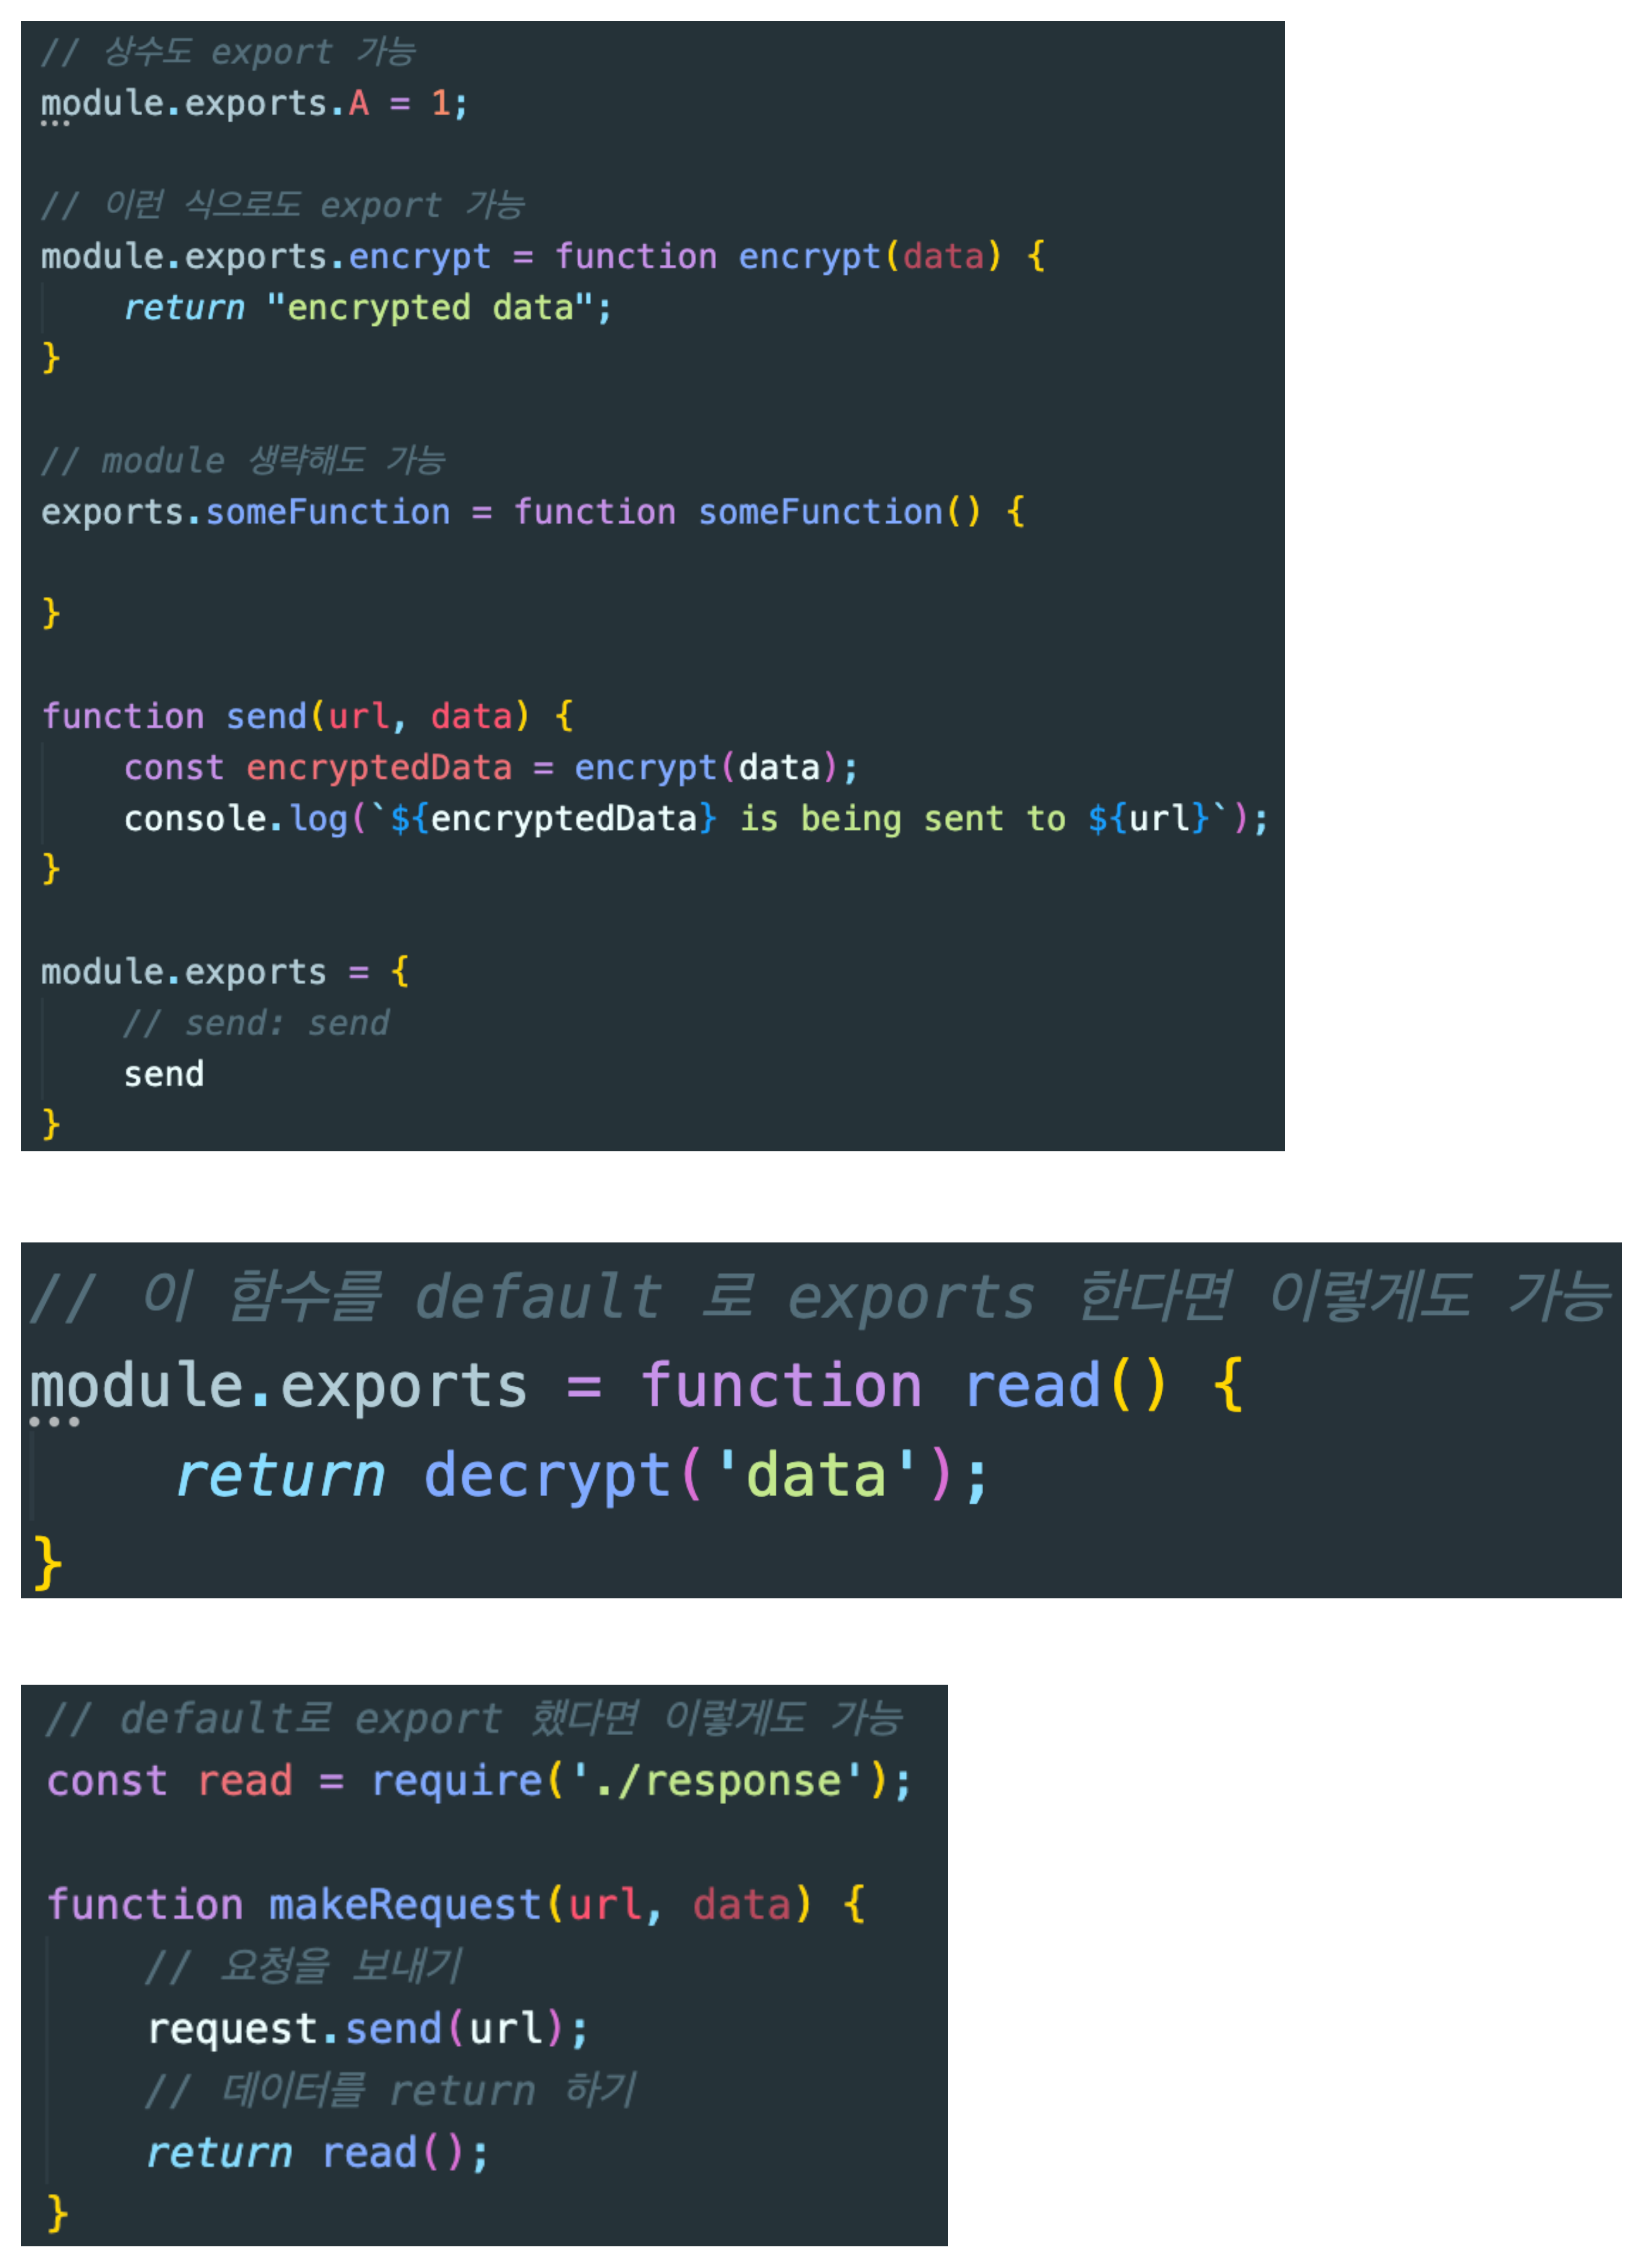 // 상수도 export 가능
module.exports.A = 1;
// 이런 식으로도 export 가능
module.exports.encrypt = function encrypt(data) {
    return "encrypted data";
}
// module 생략해도 가능
exports.someFunction = function someFunction() {
}
function send(url, data) {
    const encryptedData = encrypt(data);
    console.log(`${encryptedData} is being sent to ${url}`);
}
module.exports = {
    // send: send
    send
}
// 이 함수를 default 로 exports 한다면 이렇게도 가능
module.exports = function read() {
    return decrypt('data');
}
// default로 export 했다면 이렇게도 가능
const read = require('./response');
function makeRequest(url, data) {
    // 요청을 보내기
    request.send(url);
    // 데이터를 return 하기
    return read();
}